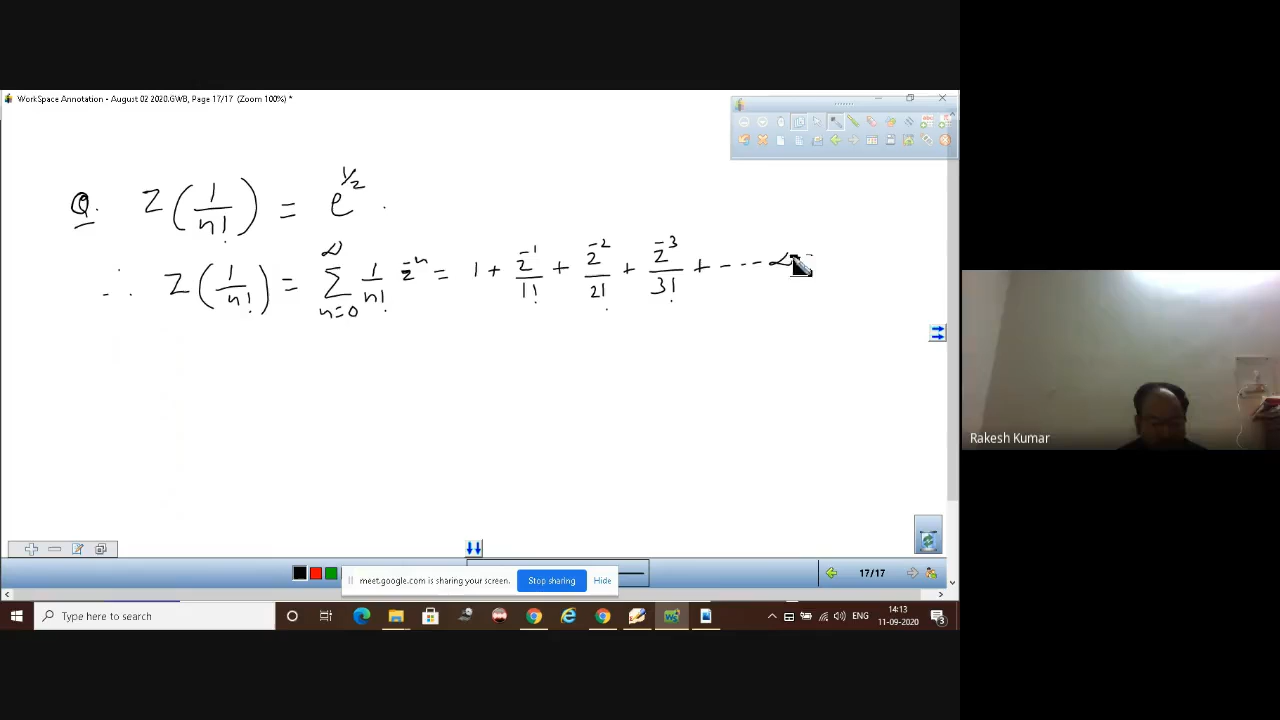 WorkSpace Annotation - August 02 2020.GWB, Page 17/17 (Zoom 100%) *
Q. Z(1/n!) = e^1/z .
∴ Z(1/n!) = ∑_{n=0}^∞ 1/n! z^-n = 1 + z^-1/1! + z^-2/2! + z^-3/3! + ---- ∞
Rakesh Kumar
17/17
meet.google.com is sharing your screen. Stop sharing Hide
Type here to search
ENG
14:13
11-09-2020
3